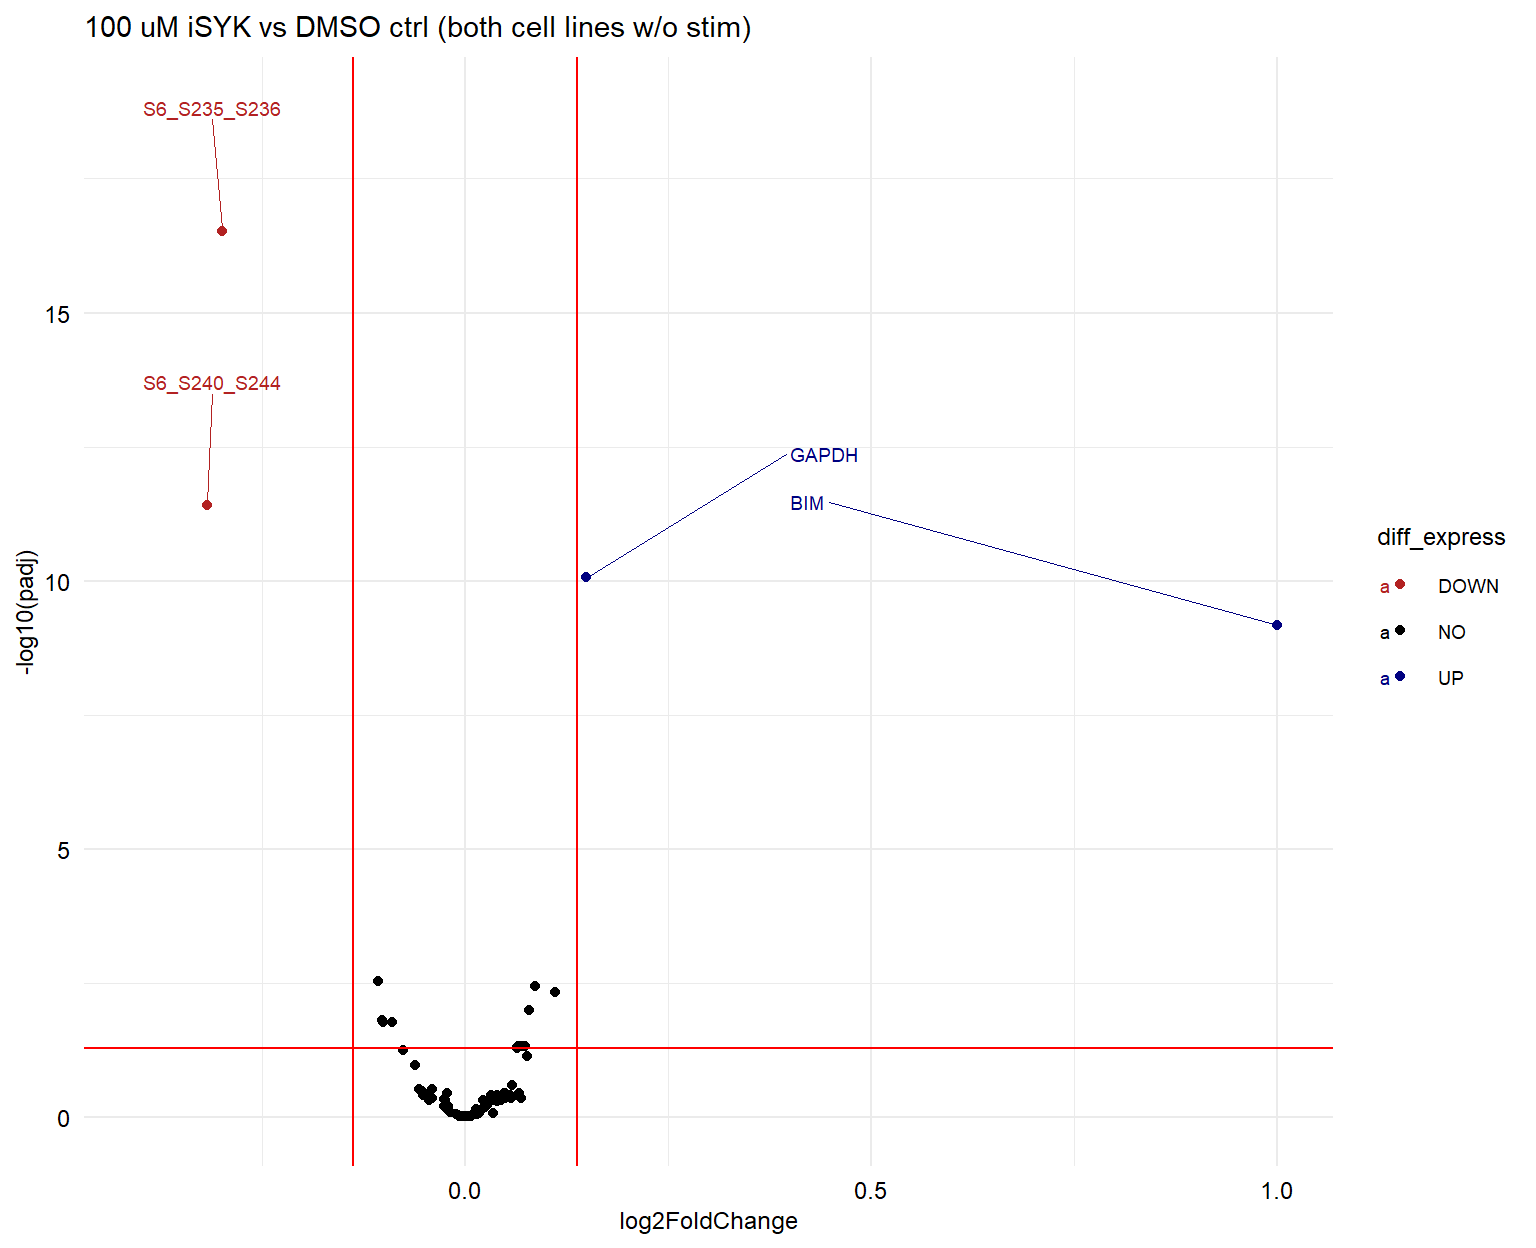 100 uM iSYK vs DMSO ctrl (both cell lines w/o stim)
S6_S235_S236
15
S6_S240_S244
GAPDH
BIM
diff_express
-log10(padj)
10
a DOWN
a NO
a UP
5
0
0.0
0.5
1.0
log2FoldChange